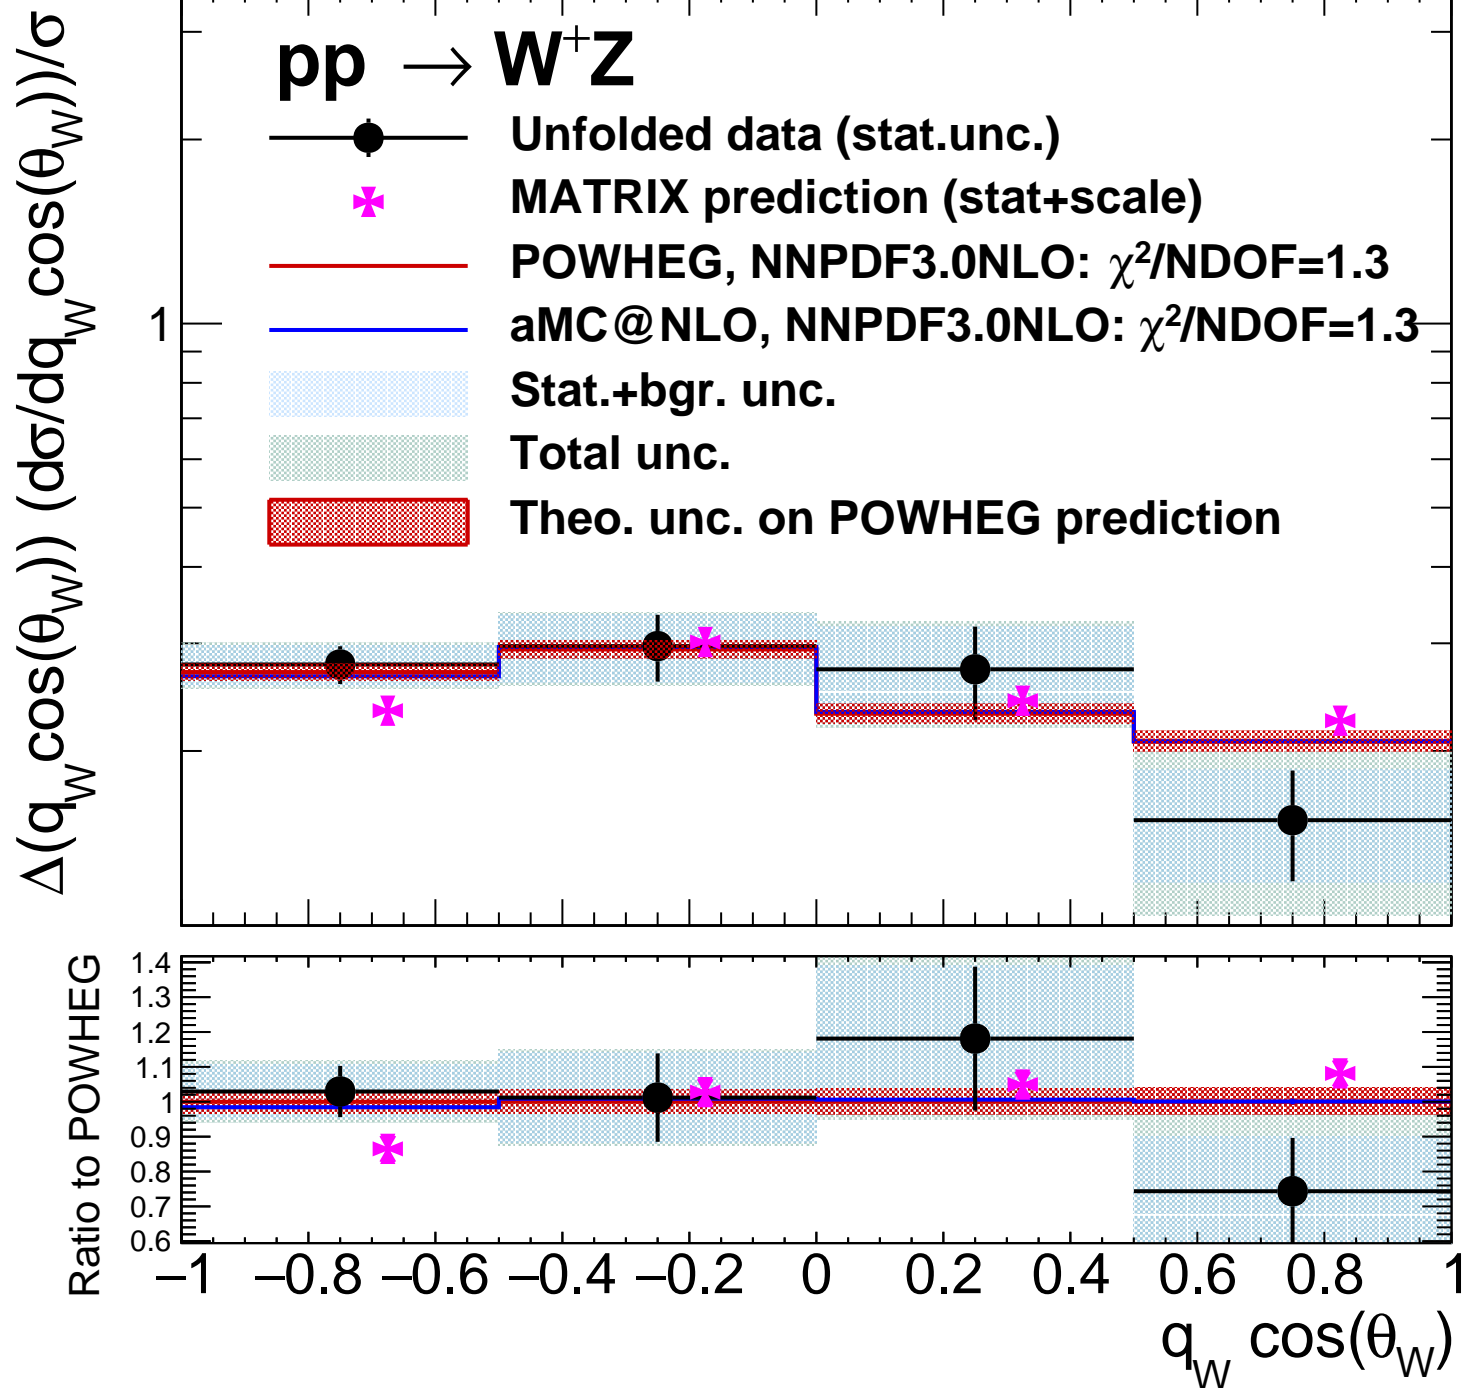 Δ(q_W cos(θ_W)) (dσ/dq_W cos(θ_W))/σ
pp → W⁺Z
Unfolded data (stat.unc.)
MATRIX prediction (stat+scale)
POWHEG, NNPDF3.0NLO: χ²/NDOF=1.3
aMC@NLO, NNPDF3.0NLO: χ²/NDOF=1.3
Stat.+bgr. unc.
Total unc.
Theo. unc. on POWHEG prediction
1
Ratio to POWHEG
1.4
1.3
1.2
1.1
1
0.9
0.8
0.7
0.6
−1 −0.8 −0.6 −0.4 −0.2 0 0.2 0.4 0.6 0.8 1
q_W cos(θ_W)